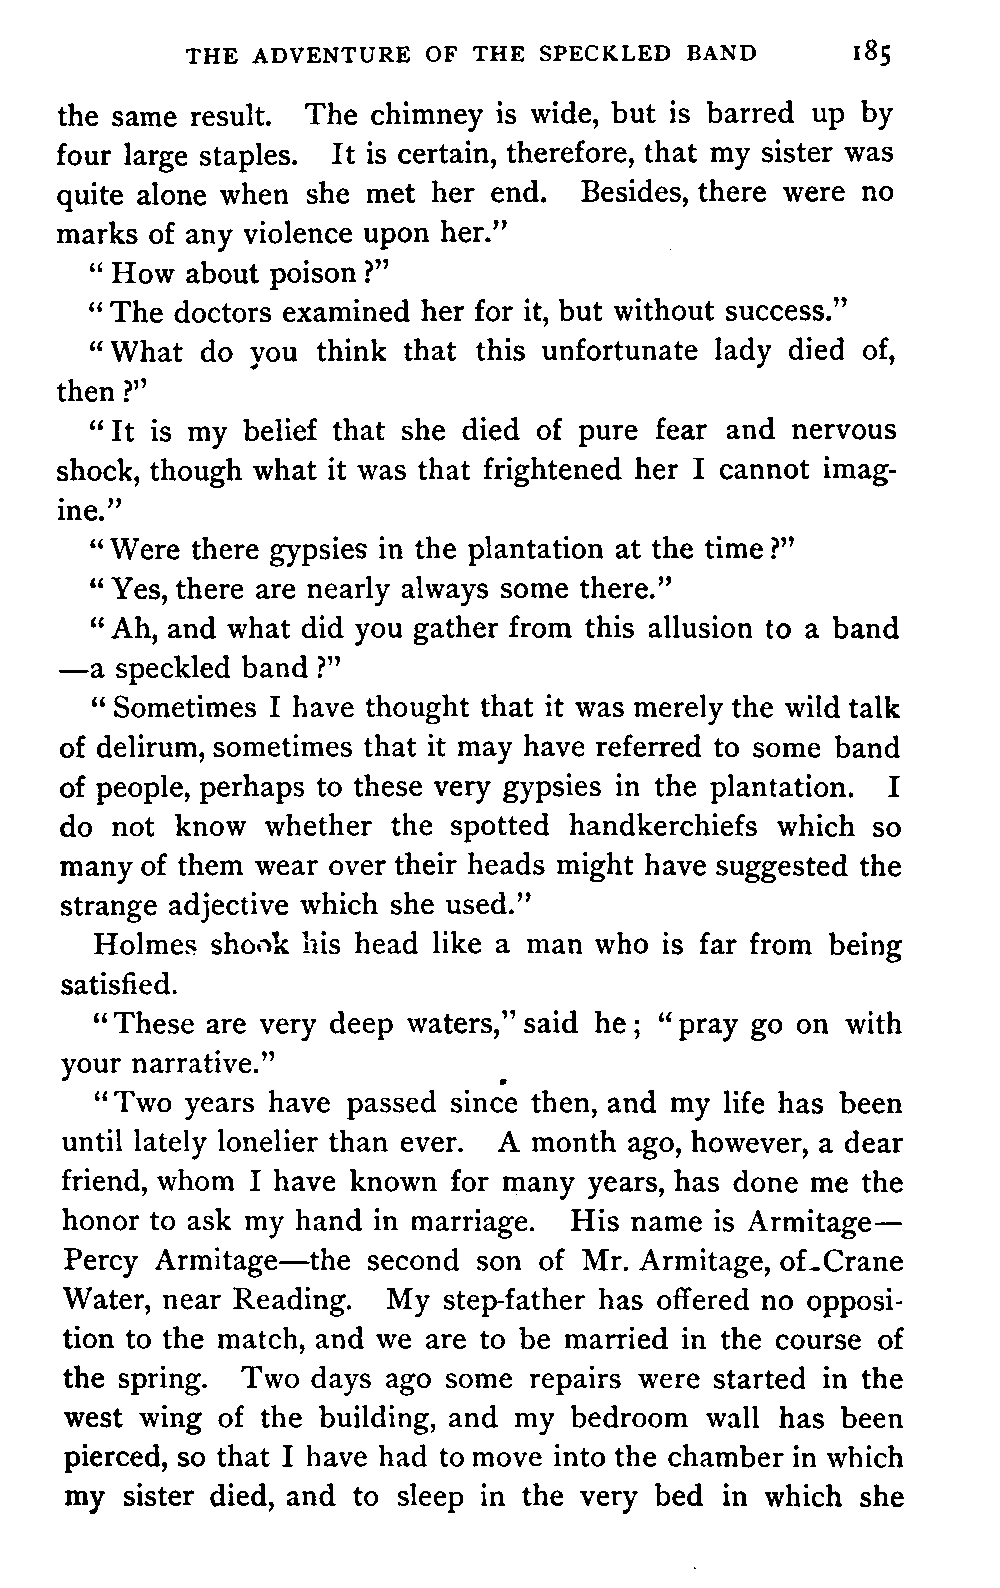 THE ADVENTURE OF THE SPECKLED BAND 185
the same result. The chimney is wide, but is barred up by
four large staples. It is certain, therefore, that my sister was
quite alone when she met her end. Besides, there were no
marks of any violence upon her."
" How about poison ?"
" The doctors examined her for it, but without success."
" What do you think that this unfortunate lady died of,
then ?"
" It is my belief that she died of pure fear and nervous
shock, though what it was that frightened her I cannot imag-
ine."
" Were there gypsies in the plantation at the time ?"
" Yes, there are nearly always some there."
" Ah, and what did you gather from this allusion to a band
—a speckled band ?"
" Sometimes I have thought that it was merely the wild talk
of delirum, sometimes that it may have referred to some band
of people, perhaps to these very gypsies in the plantation. I
do not know whether the spotted handkerchiefs which so
many of them wear over their heads might have suggested the
strange adjective which she used."
Holmes shook his head like a man who is far from being
satisfied.
" These are very deep waters," said he ; " pray go on with
your narrative."
" Two years have passed since then, and my life has been
until lately lonelier than ever. A month ago, however, a dear
friend, whom I have known for many years, has done me the
honor to ask my hand in marriage. His name is Armitage—
Percy Armitage—the second son of Mr. Armitage, of Crane
Water, near Reading. My step-father has offered no opposi-
tion to the match, and we are to be married in the course of
the spring. Two days ago some repairs were started in the
west wing of the building, and my bedroom wall has been
pierced, so that I have had to move into the chamber in which
my sister died, and to sleep in the very bed in which she